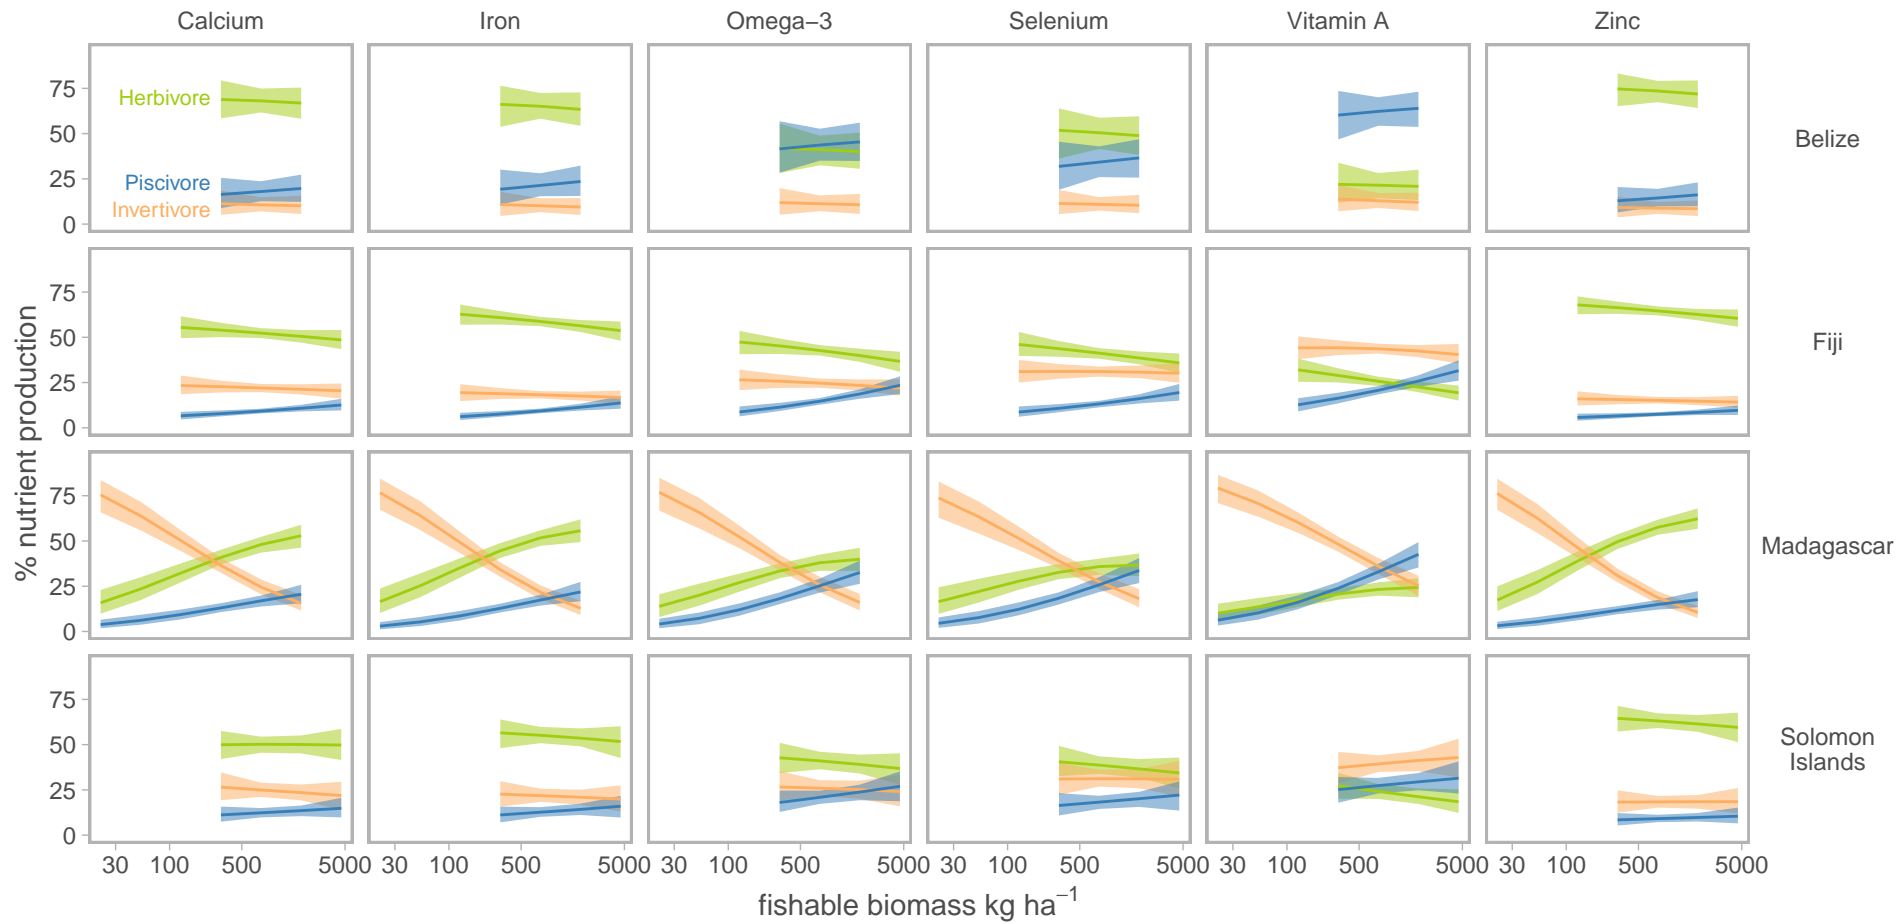 Calcium Iron Omega−3 Selenium Vitamin A Zinc
75
50
25
0
Herbivore
Piscivore
Invertivore
Belize
75
50
25
0
Fiji
75
50
25
0
Madagascar
75
50
25
0
Solomon
Islands
30 100 500 5000 30 100 500 5000 30 100 500 5000 30 100 500 5000 30 100 500 5000 30 100 500 5000
fishable biomass kg ha⁻¹
% nutrient production